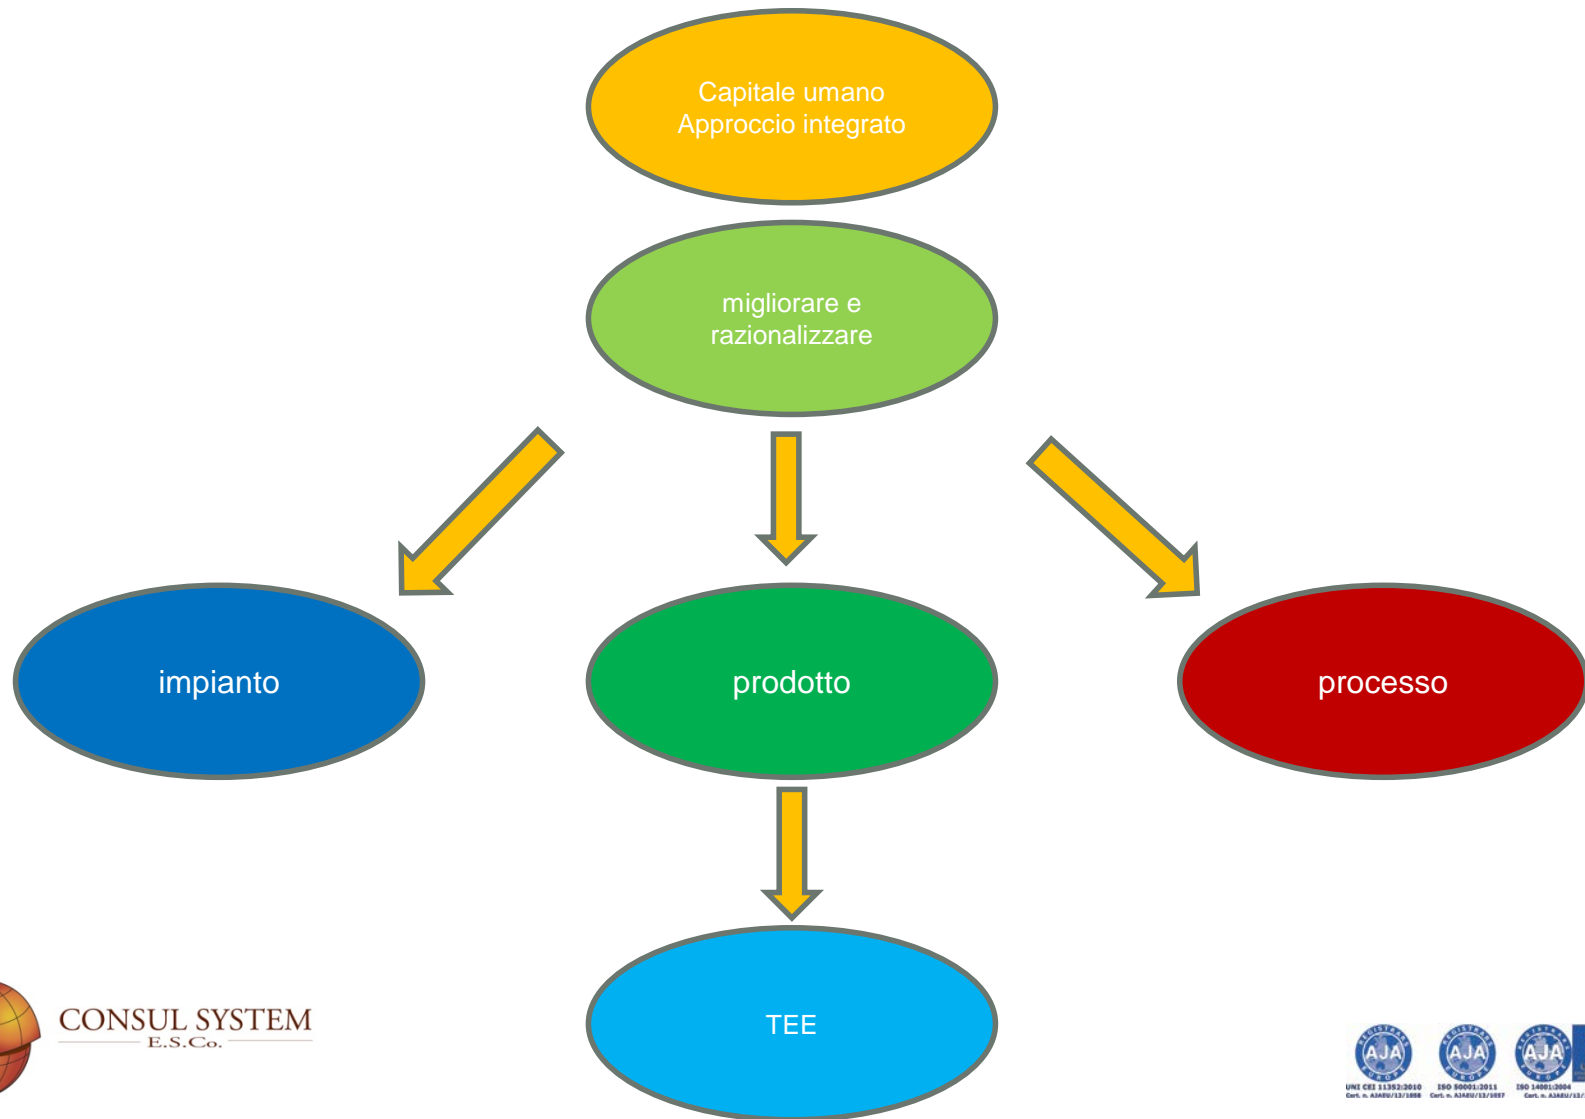 Capitale umano
Approccio integrato
migliorare e
razionalizzare
impianto
prodotto
processo
TEE
CONSUL SYSTEM
E.S.Co.
AJA
AJA
AJA
UNI CEI 11352:2010
ISO 50001:2011
ISO 14001:2004